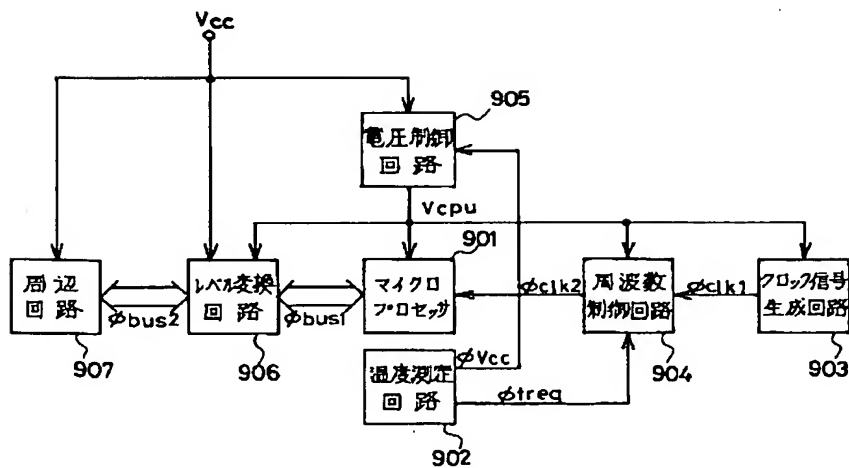 Vcc
905
電圧制御
回路
Vcpu
901
周辺
回路
φbus2
レベル変換
回路
φbus1
マイクロ
プロセッサ
φclk2
周波数
制御回路
φclk1
クロック信号
生成回路
907
906
904
903
温度測定
回路
φVcc
φfreq
902